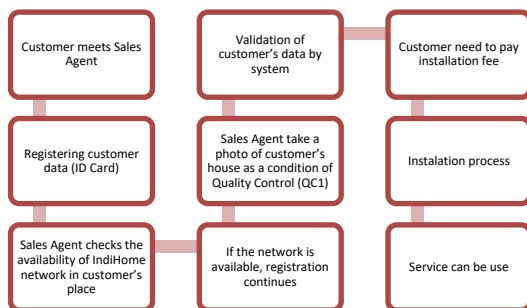 Customer meets Sales
Agent
Registering customer
data (ID Card)
Sales Agent checks the
availability of IndiHome
network in customer's
place
If the network is
available, registration
continues
Sales Agent take a
photo of customer's
house as a condition of
Quality Control (QC1)
Validation of
customer's data by
system
Customer need to pay
installation fee
Instalation process
Service can be use